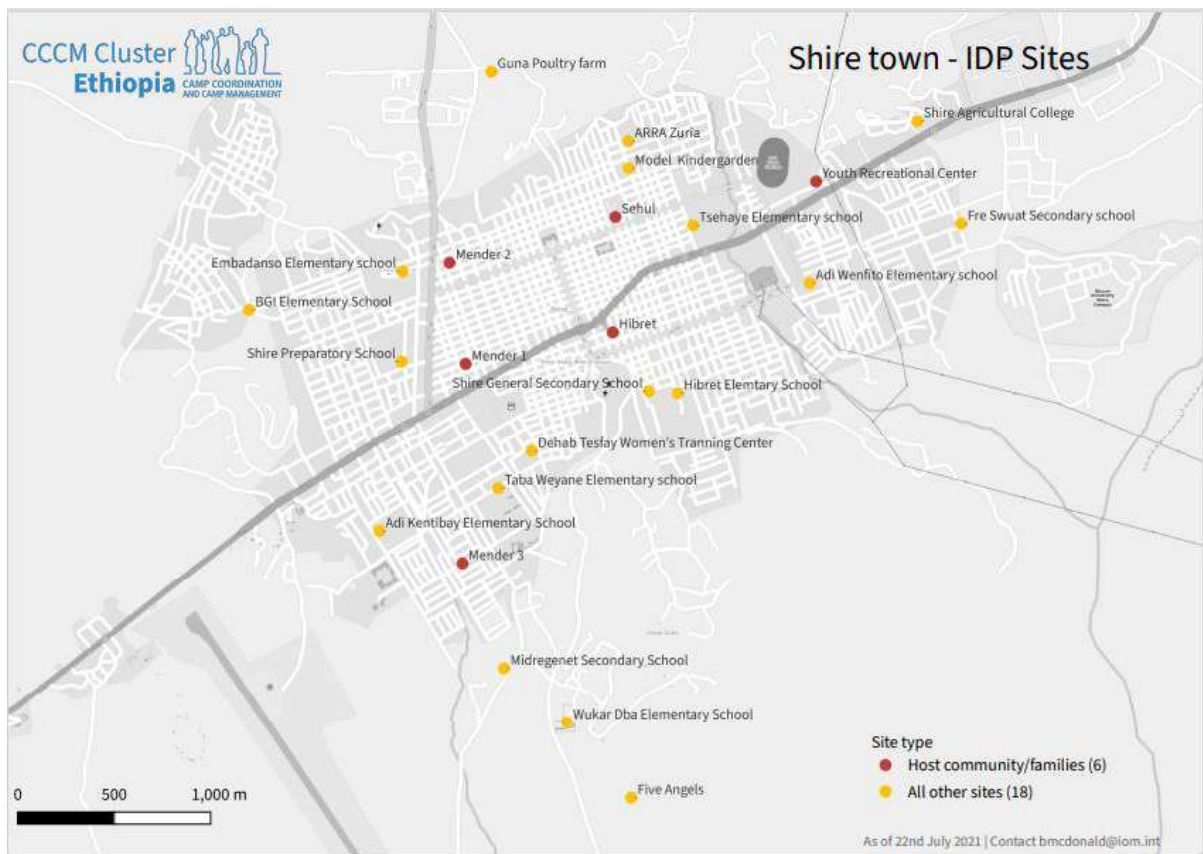 CCCM Cluster
Ethiopia
CAMP COORDINATION
AND CAMP MANAGEMENT
Shire town - IDP Sites
Guna Poultry farm
Shire Agricultural College
ARRA Zuria
Model Kindergarden
Youth Recreational Center
Sehul
Tsehaye Elementary school
Fre Swuat Secondary school
Mender 2
Embadanso Elementary school
Adi Wenfito Elementary school
BGI Elementary School
Hibret
Shire Preparatory School
Mender 1
Shire General Secondary School
Hibret Elemtary School
Dehab Tesfay Women's Tranning Center
Taba Weyane Elementary school
Adi Kentibay Elementary School
Mender 3
Midregenet Secondary School
Wukar Dba Elementary School
Five Angels
Site type
Host community/families (6)
All other sites (18)
0 500 1,000 m
As of 22nd July 2021 | Contact bmcdonald@iom.int